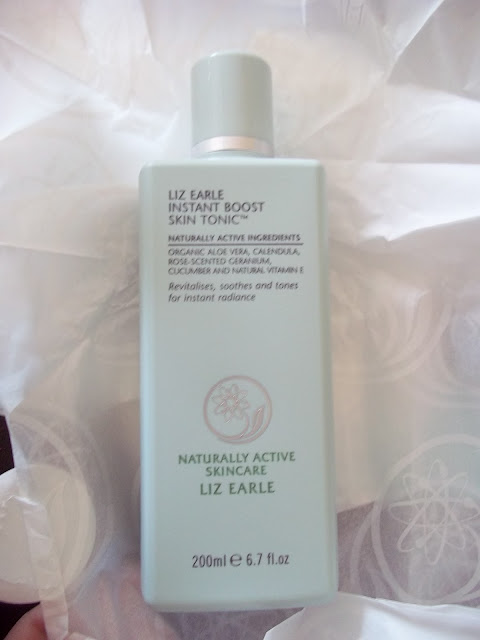 LIZ EARLE
INSTANT BOOST
SKIN TONIC™
NATURALLY ACTIVE INGREDIENTS
ORGANIC ALOE VERA, CALENDULA,
ROSE-SCENTED GERANIUM,
CUCUMBER AND NATURAL VITAMIN E
Revitalises, soothes and tones
for instant radiance
NATURALLY ACTIVE
SKINCARE
LIZ EARLE
200ml ℮ 6.7 fl.oz